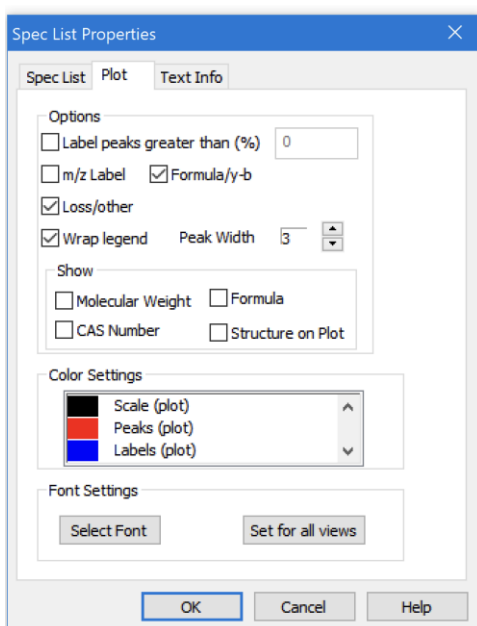 Spec List Properties
Spec List Plot Text Info
Options
Label peaks greater than (%) 0
m/z Label Formula/y-b
Loss/other
Wrap legend Peak Width 3
Show
Molecular Weight Formula
CAS Number Structure on Plot
Color Settings
Scale (plot)
Peaks (plot)
Labels (plot)
Font Settings
Select Font Set for all views
OK Cancel Help